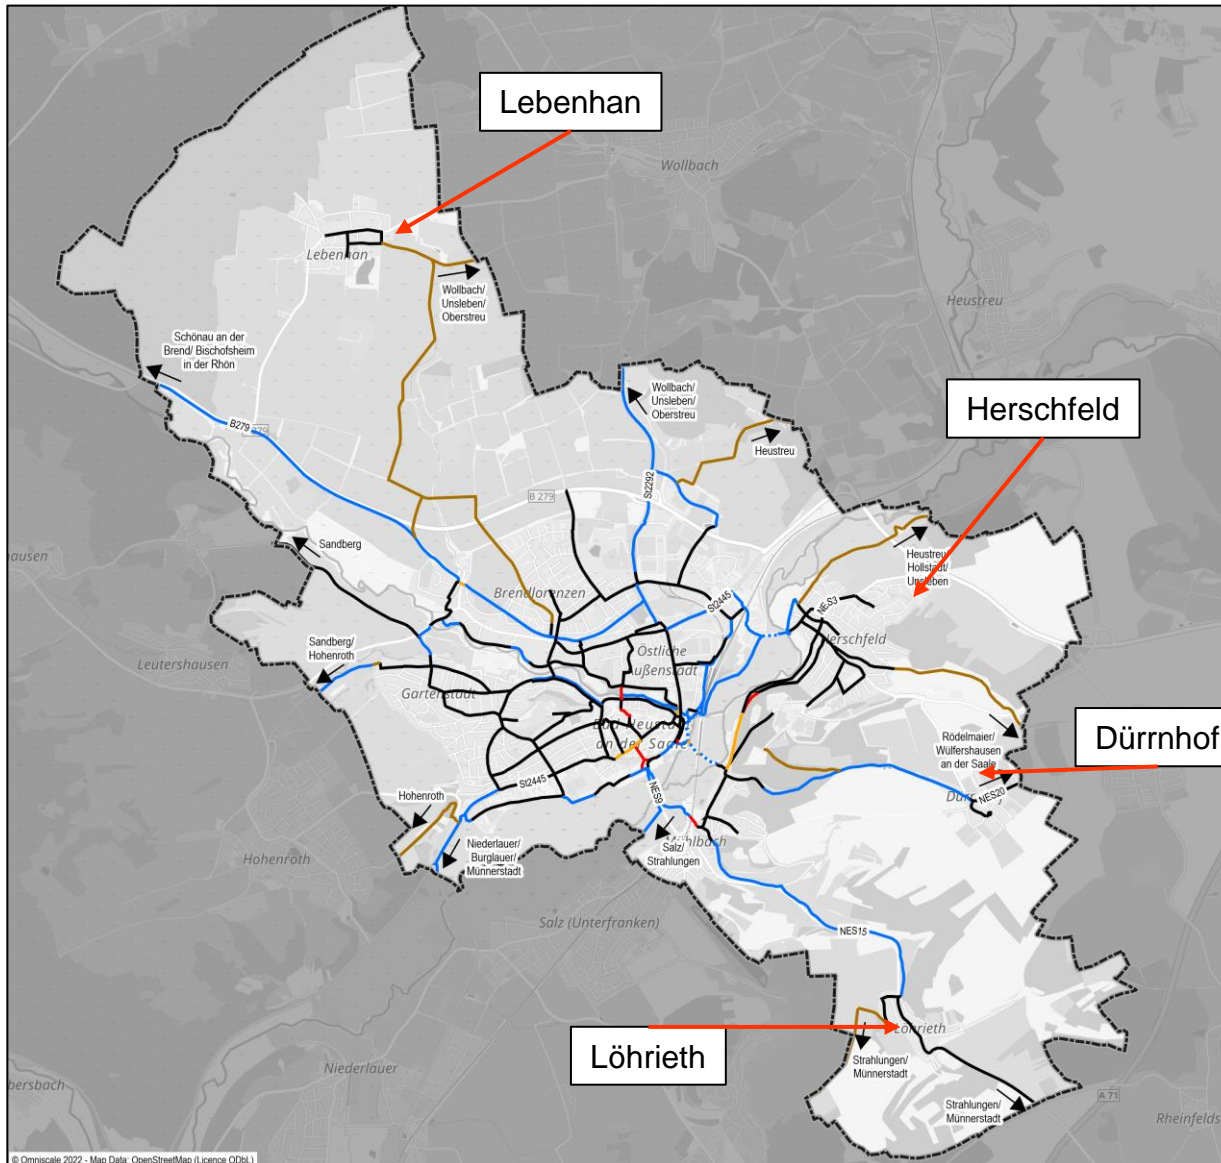 Lebenhan
Wollbach
Lebenhan
Wollbach/
Unsleben/
Oberstreu
Heustreu
Schönau an der
Brend/ Bischofsheim
in der Rhön
Wollbach/
Unsleben/
Oberstreu
Herschfeld
B279
Heustreu
St2292
B 279
Sandberg
Heustreu/
Hollstadt/
Unsleben
Brendlorenzen
St2445
NES3
Herschfeld
Sandberg/
Hohenroth
Leutershausen
Östliche
Außenstadt
Gartenstadt
Bad Neustadt
an der Saale
Rödelmaier/
Wülfershausen
an der Saale
Dürrnhof
St2445
NES9
NES20
Hohenroth
Hohenroth
Niederlauer/
Burglauer/
Münnerstadt
Salz/
Strahlungen
Mühlbach
Salz (Unterfranken)
NES15
Löhrieth
Löhrieth
Strahlungen/
Münnerstadt
Niederlauer
Strahlungen/
Münnerstadt
A 71
Rheinfelds
© Omniscale 2022 - Map Data: OpenStreetMap (Licence ODbL)